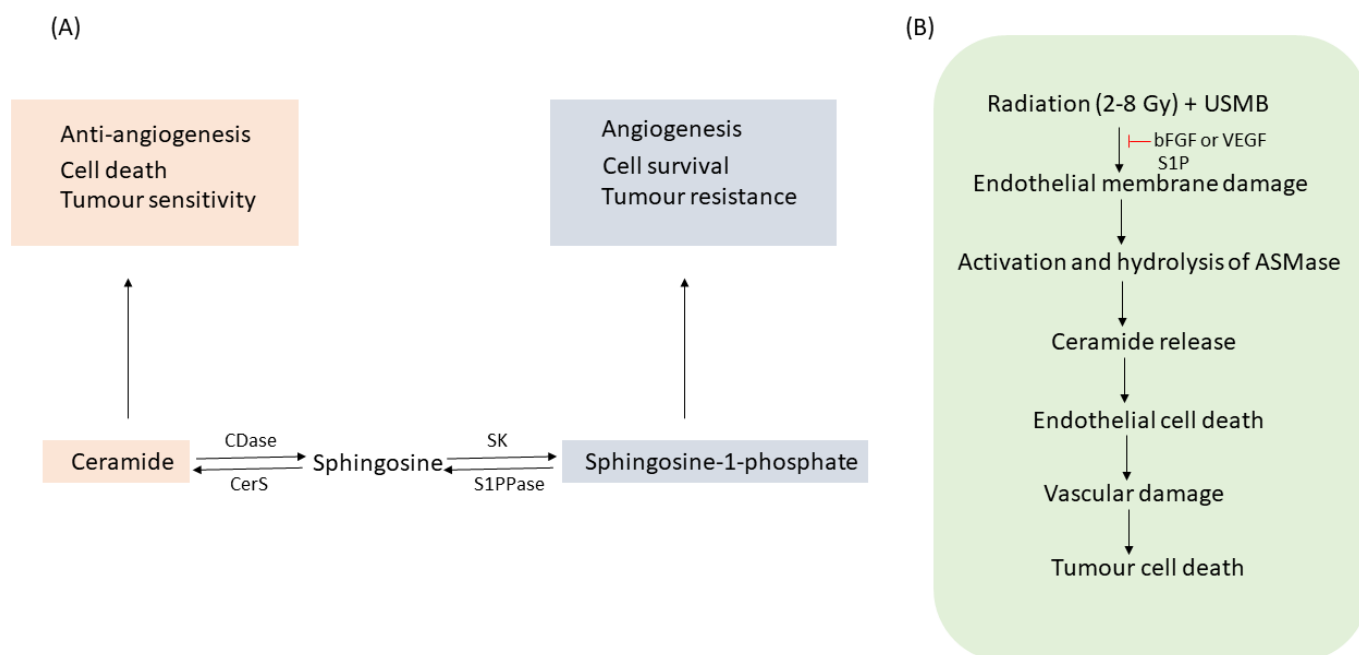 (A)
Anti-angiogenesis
Cell death
Tumour sensitivity
Angiogenesis
Cell survival
Tumour resistance
Ceramide
CDase
CerS
Sphingosine
SK
S1PPase
Sphingosine-1-phosphate
(B)
Radiation (2-8 Gy) + USMB
bFGF or VEGF
S1P
Endothelial membrane damage
Activation and hydrolysis of ASMase
Ceramide release
Endothelial cell death
Vascular damage
Tumour cell death